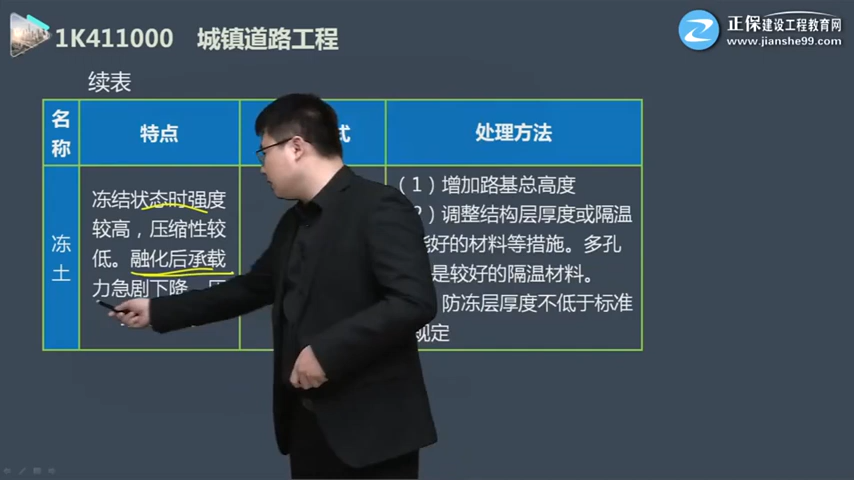 1K411000 城镇道路工程
正保建设工程教育网
www.jianshe99.com
续表
名称
特点
式
处理方法
冻土
冻结状态时强度
较高，压缩性较
低。融化后承载
力急剧下降
（1）增加路基总高度
2）调整结构层厚度或隔温
好的材料等措施。多孔
是较好的隔温材料。
防冻层厚度不低于标准
规定